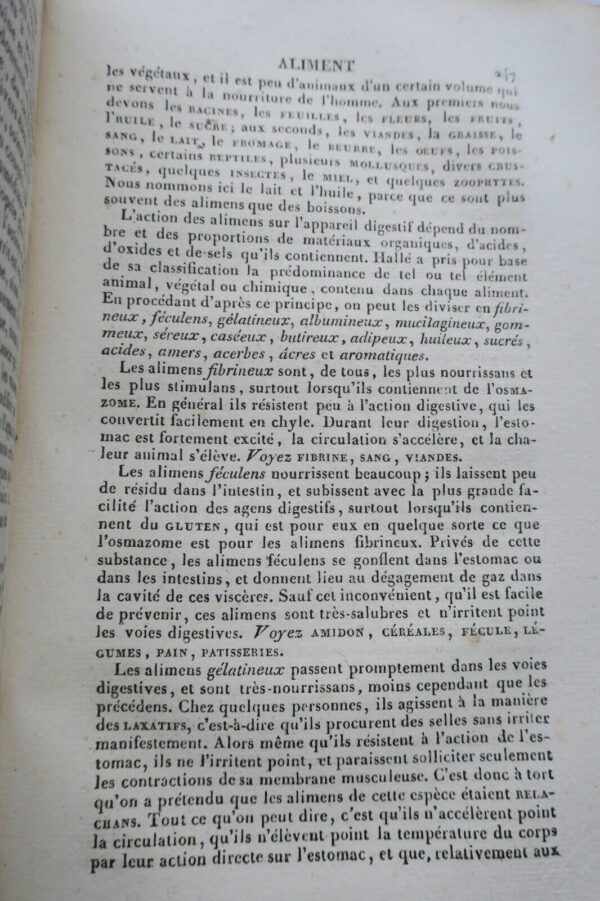 ALIMENT 247
les végétaux, et il est peu d'animaux d'un certain volume qui
ne servent à la nourriture de l'homme. Aux premiers nous
devons les RACINES, les FEUILLES, les FLEURS, les FRUITS,
l'HUILE, le SUCRE; aux seconds, les VIANDES, la GRAISSE, le
SANG, le LAIT, le FROMAGE, le BEURRE, les OEUFS, les POIS-
SONS, certains REPTILES, plusieurs MOLLUSQUES, divers CRUS-
TACÉS, quelques INSECTES, le MIEL, et quelques ZOOPHYTES.
Nous nommons ici le lait et l'huile, parce que ce sont plus
souvent des alimens que des boissons.
L'action des alimens sur l'appareil digestif dépend du nom-
bre et des proportions de matériaux organiques, d'acides,
d'oxides et de sels qu'ils contiennent. Hallé a pris pour base
de sa classification la prédominance de tel ou tel élément
animal, végétal ou chimique, contenu dans chaque aliment.
En procédant d'après ce principe, on peut les diviser en fibri-
neux, féculens, gélatineux, albumineux, mucilagineux, gom-
meux, séreux, caséeux, butireux, adipeux, huileux, sucrés,
acides, amers, acerbes, âcres et aromatiques.
Les alimens fibrineux sont, de tous, les plus nourrissans et
les plus stimulans, surtout lorsqu'ils contiennent de l'OSMA-
ZOME. En général ils résistent peu à l'action digestive, qui les
convertit facilement en chyle. Durant leur digestion, l'esto-
mac est fortement excité, la circulation s'accélère, et la cha-
leur animal s'élève. Voyez FIBRINE, SANG, VIANDES.
Les alimens féculens nourrissent beaucoup; ils laissent peu
de résidu dans l'intestin, et subissent avec la plus grande fa-
cilité l'action des agens digestifs, surtout lorsqu'ils contien-
nent du GLUTEN, qui est pour eux en quelque sorte ce que
l'osmazome est pour les alimens fibrineux. Privés de cette
substance, les alimens féculens se gonflent dans l'estomac ou
dans les intestins, et donnent lieu au dégagement de gaz dans
la cavité de ces viscères. Sauf cet inconvénient, qu'il est facile
de prévenir, ces alimens sont très-salubres et n'irritent point
les voies digestives. Voyez AMIDON, CÉRÉALES, FÉCULE, LÉ-
GUMES, PAIN, PATISSERIES.
Les alimens gélatineux passent promptement dans les voies
digestives, et sont très-nourrissans, moins cependant que les
précédens. Chez quelques personnes, ils agissent à la manière
des LAXATIFS, c'est-à-dire qu'ils procurent des selles sans irriter
manifestement. Alors même qu'ils résistent à l'action de l'es-
tomac, ils ne l'irritent point, et paraissent solliciter seulement
les contractions de sa membrane musculeuse. C'est donc à tort
qu'on a prétendu que les alimens de cette espèce étaient RELA-
CHANS. Tout ce qu'on peut dire, c'est qu'ils n'accélèrent point
la circulation, qu'ils n'élèvent point la température du corps
par leur action directe sur l'estomac, et que, relativement aux